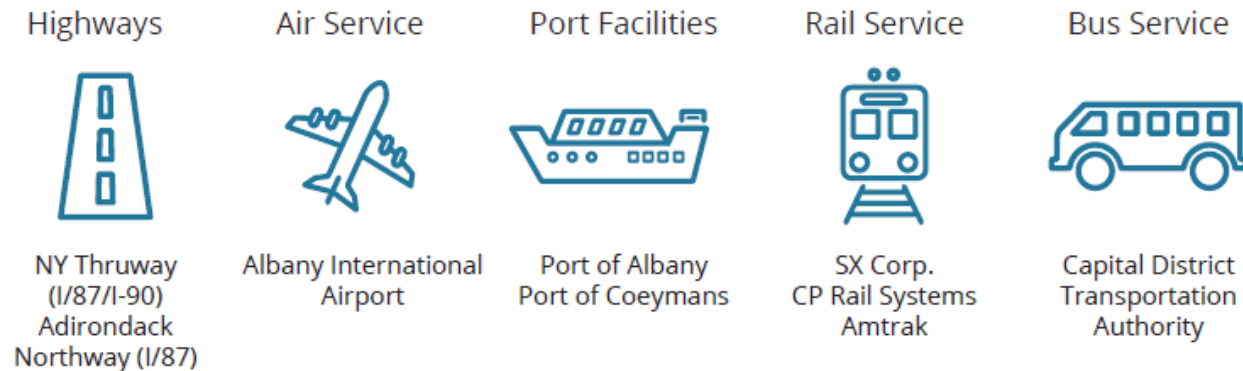 Highways
Air Service
Port Facilities
Rail Service
Bus Service
NY Thruway
(I/87/I-90)
Adirondack
Northway (I/87)
Albany International
Airport
Port of Albany
Port of Coeymans
SX Corp.
CP Rail Systems
Amtrak
Capital District
Transportation
Authority